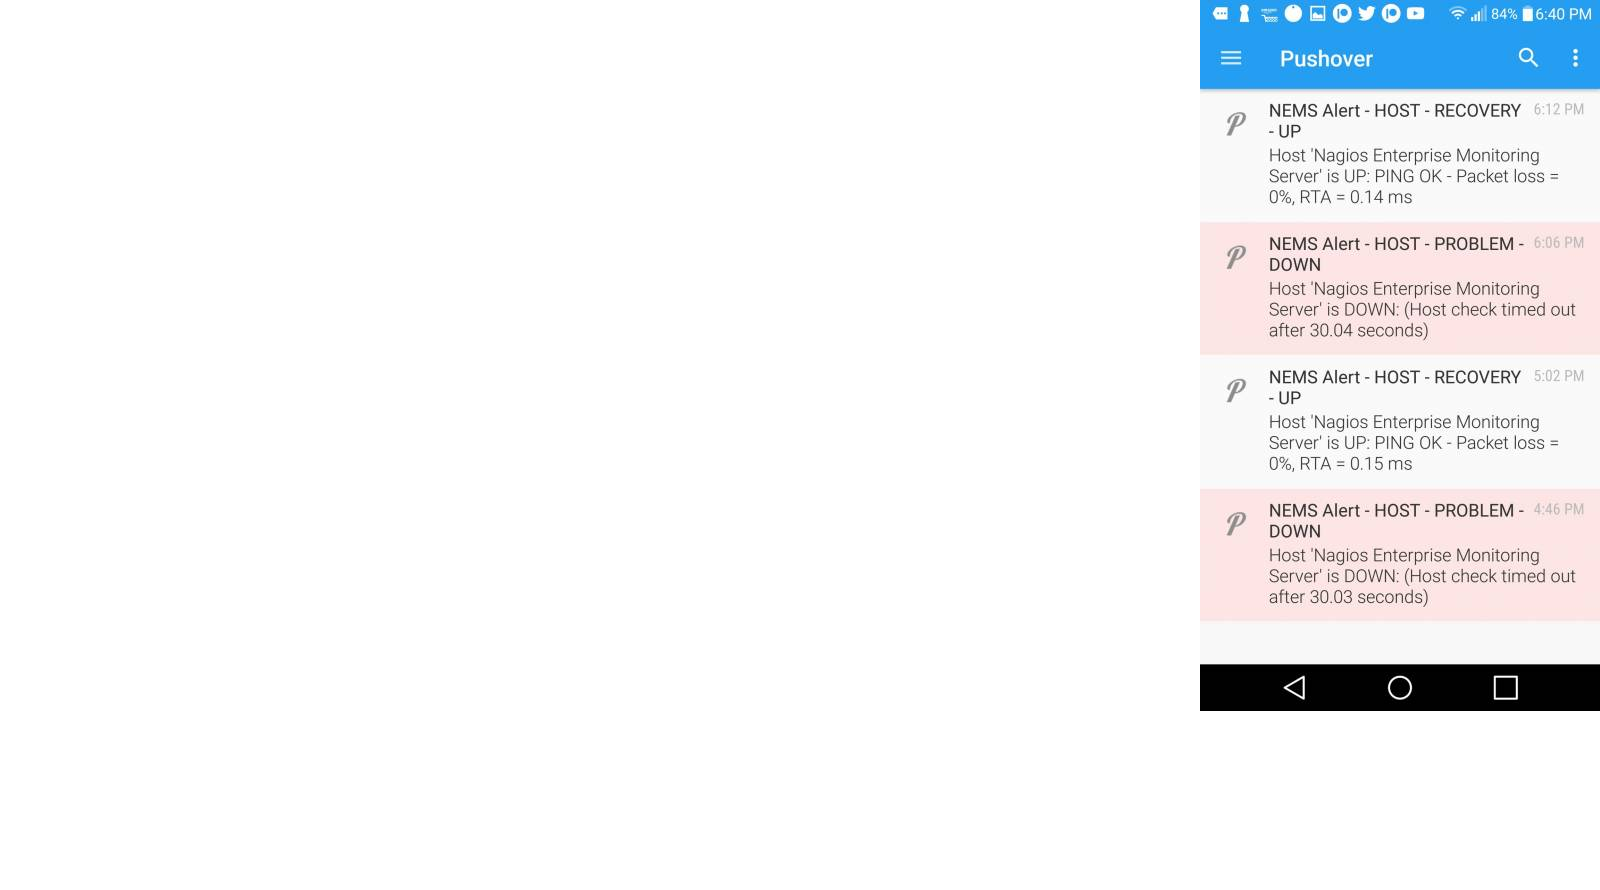 84% 6:40 PM
Pushover
NEMS Alert - HOST - RECOVERY 6:12 PM
- UP
Host 'Nagios Enterprise Monitoring
Server' is UP: PING OK - Packet loss =
0%, RTA = 0.14 ms
NEMS Alert - HOST - PROBLEM - 6:06 PM
DOWN
Host 'Nagios Enterprise Monitoring
Server' is DOWN: (Host check timed out
after 30.04 seconds)
NEMS Alert - HOST - RECOVERY 5:02 PM
- UP
Host 'Nagios Enterprise Monitoring
Server' is UP: PING OK - Packet loss =
0%, RTA = 0.15 ms
NEMS Alert - HOST - PROBLEM - 4:46 PM
DOWN
Host 'Nagios Enterprise Monitoring
Server' is DOWN: (Host check timed out
after 30.03 seconds)